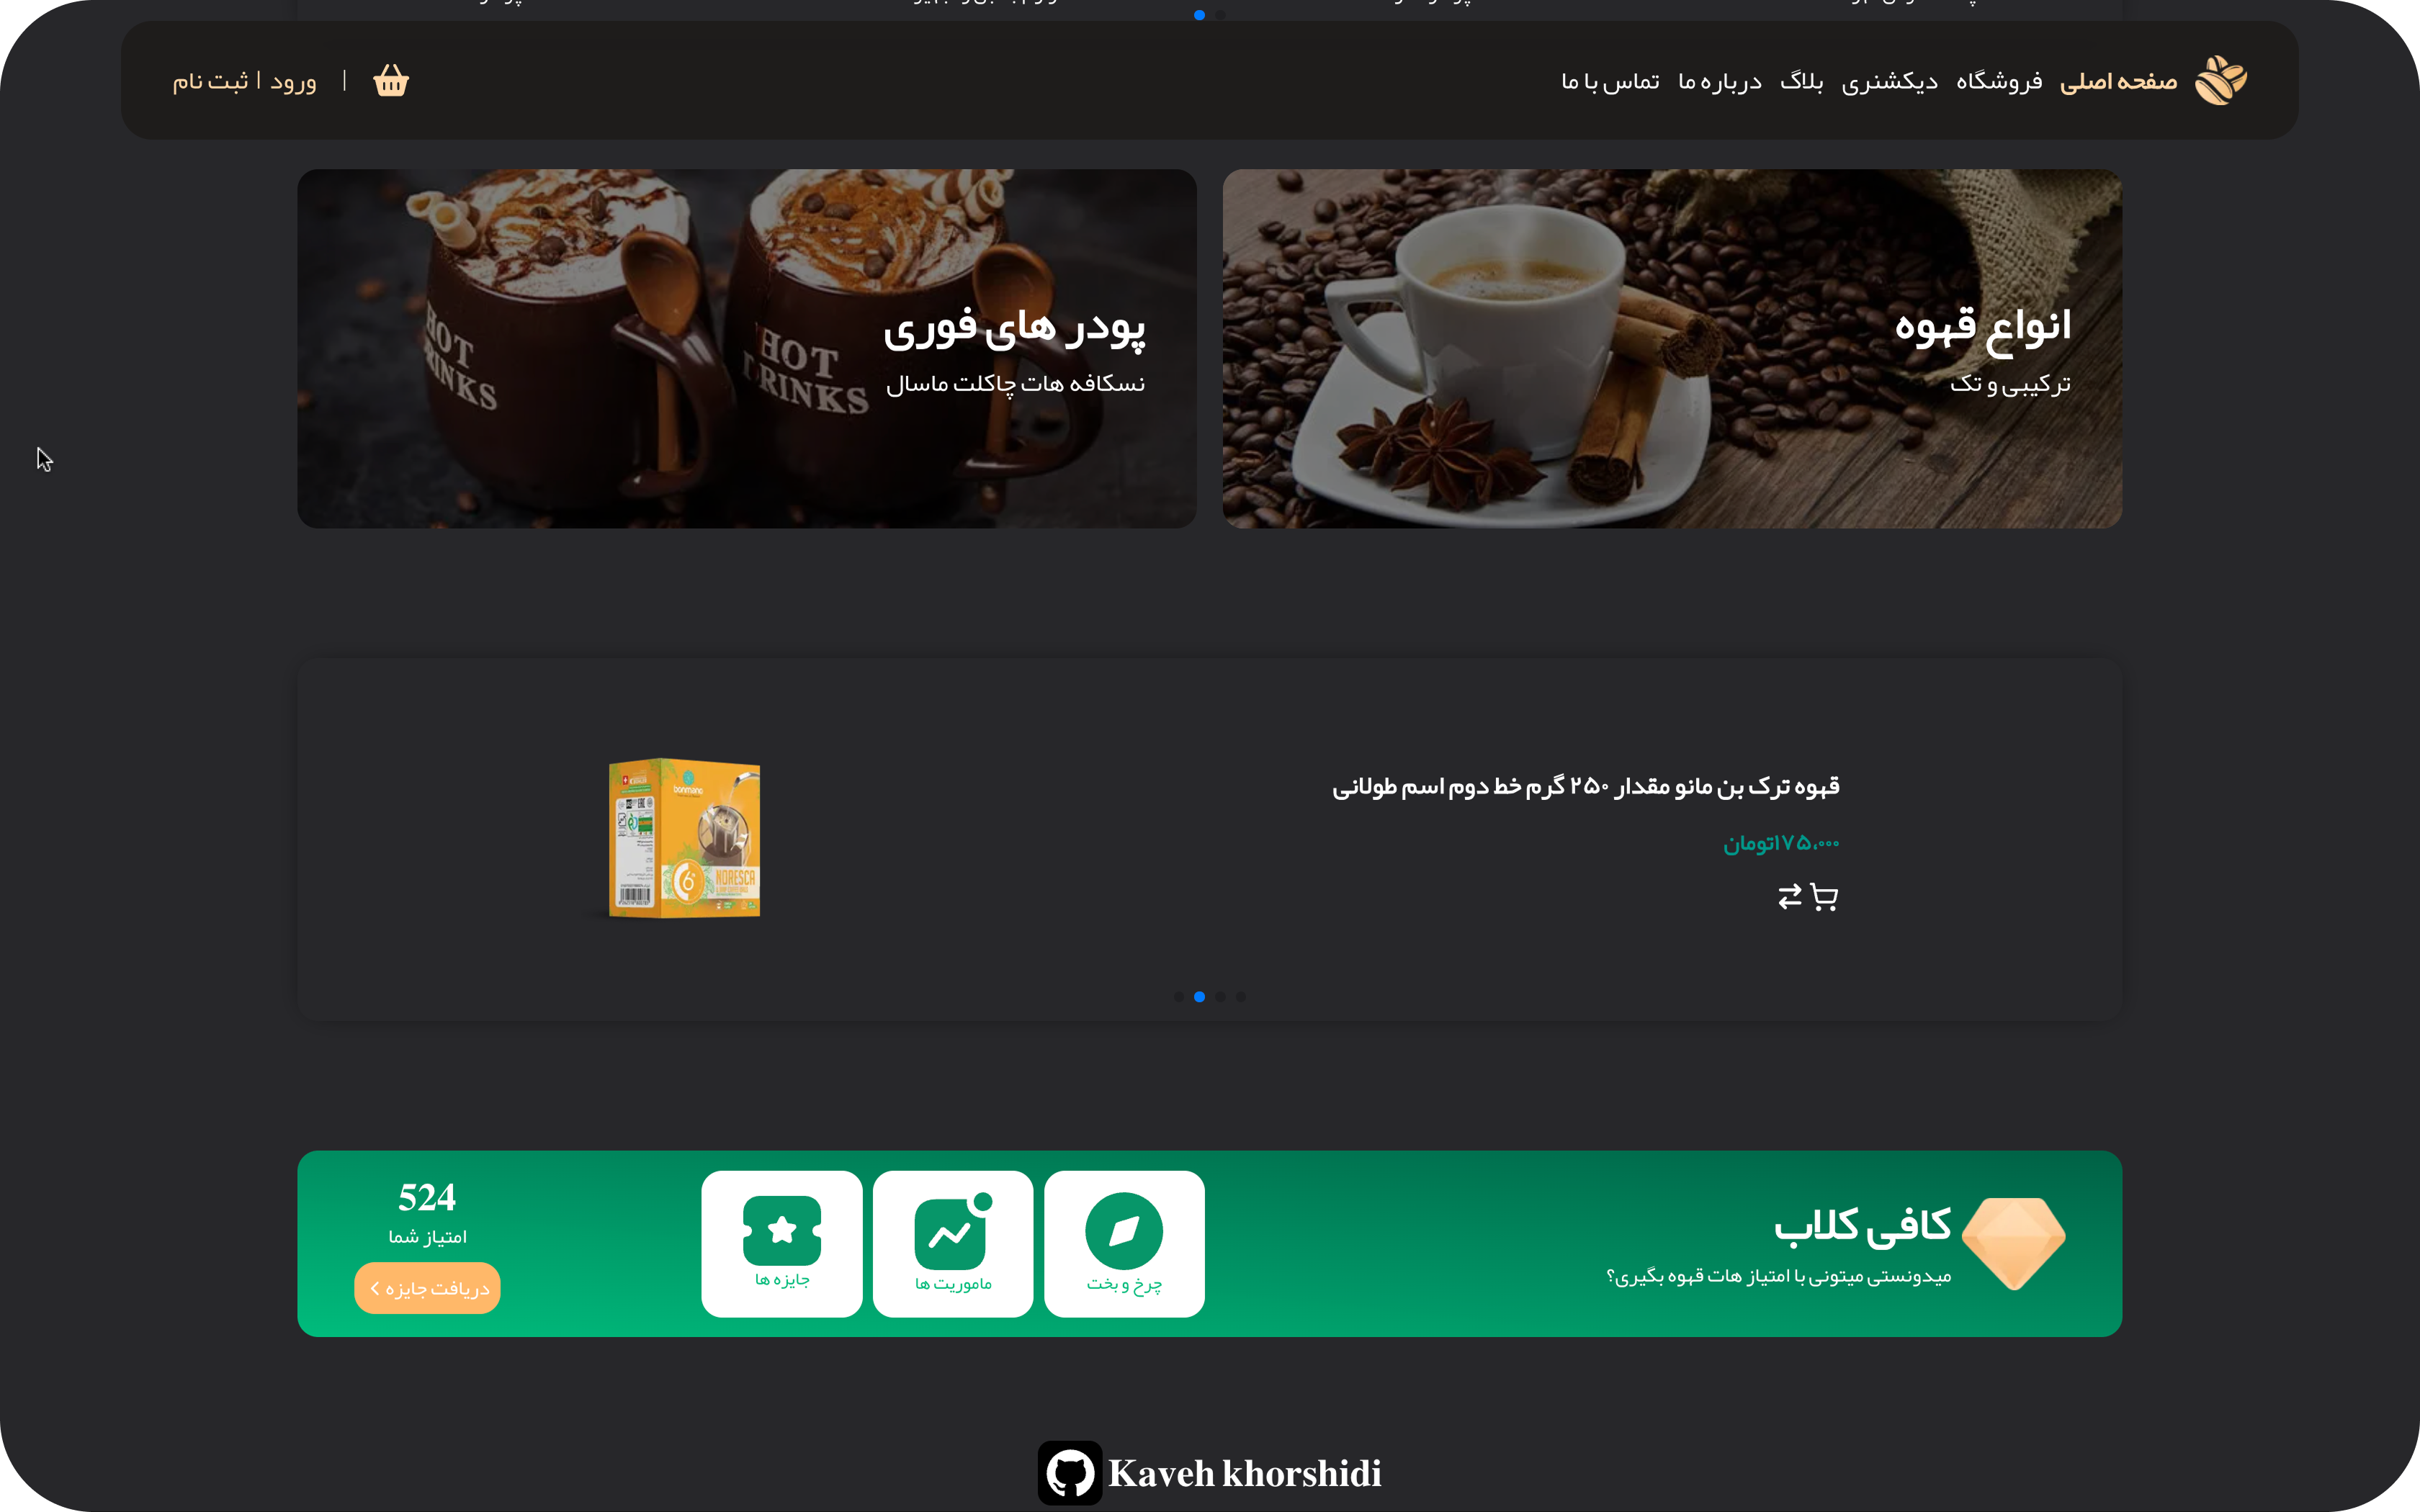 صفحه اصلی فروشگاه دیکشنری بلاگ درباره ما تماس با ما
ورود | ثبت نام
انواع قهوه
ترکیبی و تک
پودر های فوری
نسکافه هات چاکلت ماسال
HOT
DRINKS
HOT
DRINKS
قهوه ترک بن مانو مقدار ۲۵۰ گرم خط دوم اسم طولانی
۱۷۵،۰۰۰تومان
bonmano
NORESCA
کافی کلاب
میدونستی میتونی با امتیاز هات قهوه بگیری؟
چرخ و بخت
ماموریت ها
جایزه ها
524
امتیاز شما
دریافت جایزه
Kaveh khorshidi